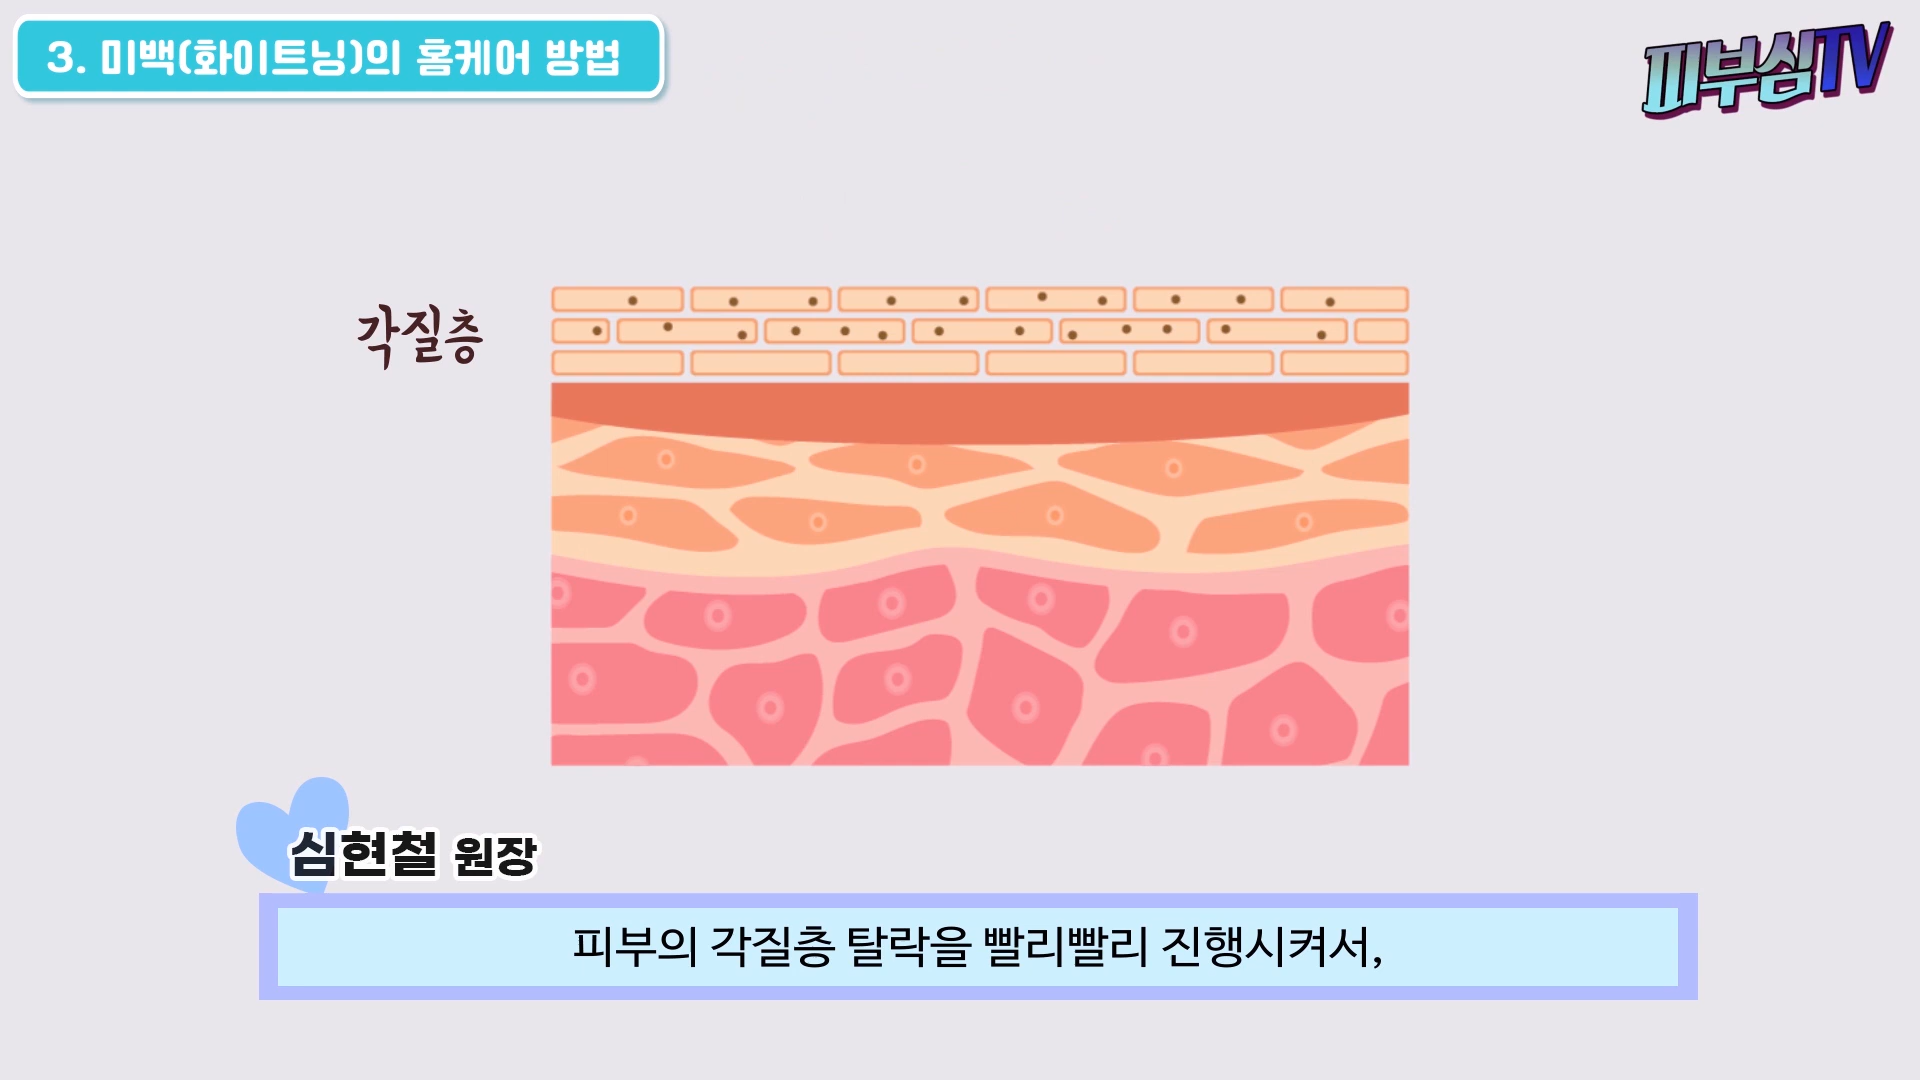 3. 미백(화이트닝)의 홈케어 방법
피부심TV
각질층
심현철 원장
피부의 각질층 탈락을 빨리빨리 진행시켜서,